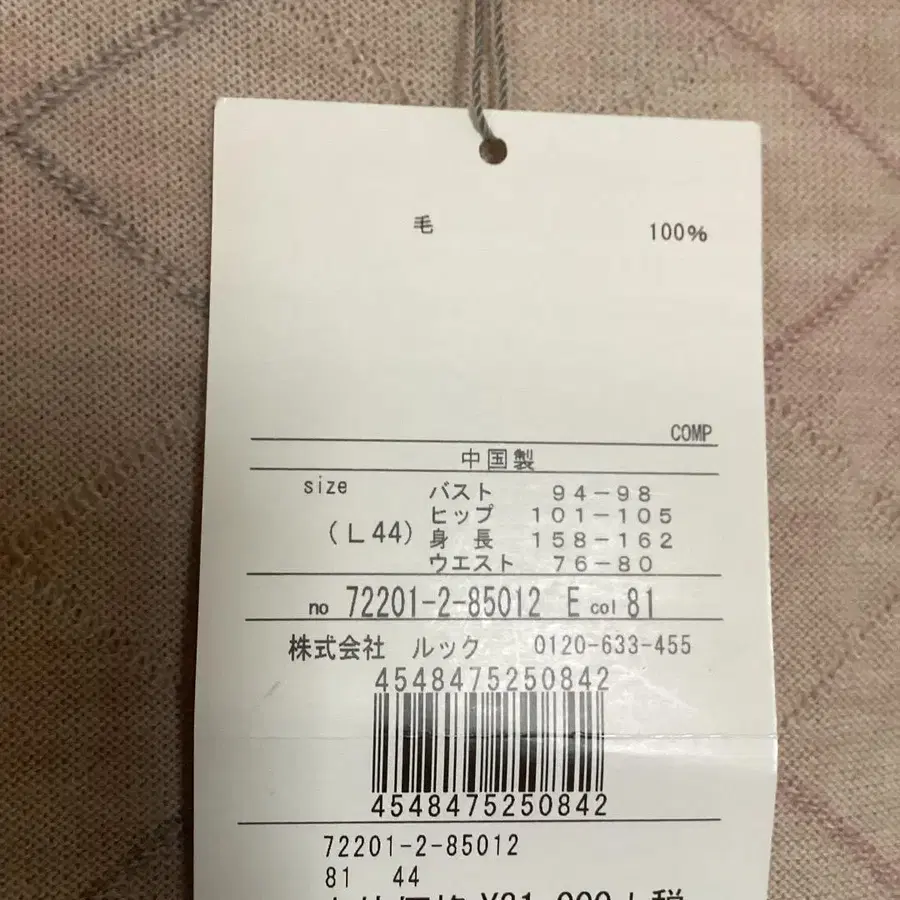 毛 100%
COMP
中国製
size バスト 94-98
ヒップ 101-105
(L44) 身長 158-162
ウエスト 76-80
no 72201-2-85012 E col 81
株式会社 ルック 0120-633-455
4548475250842
4548475250842
72201-2-85012
81 44